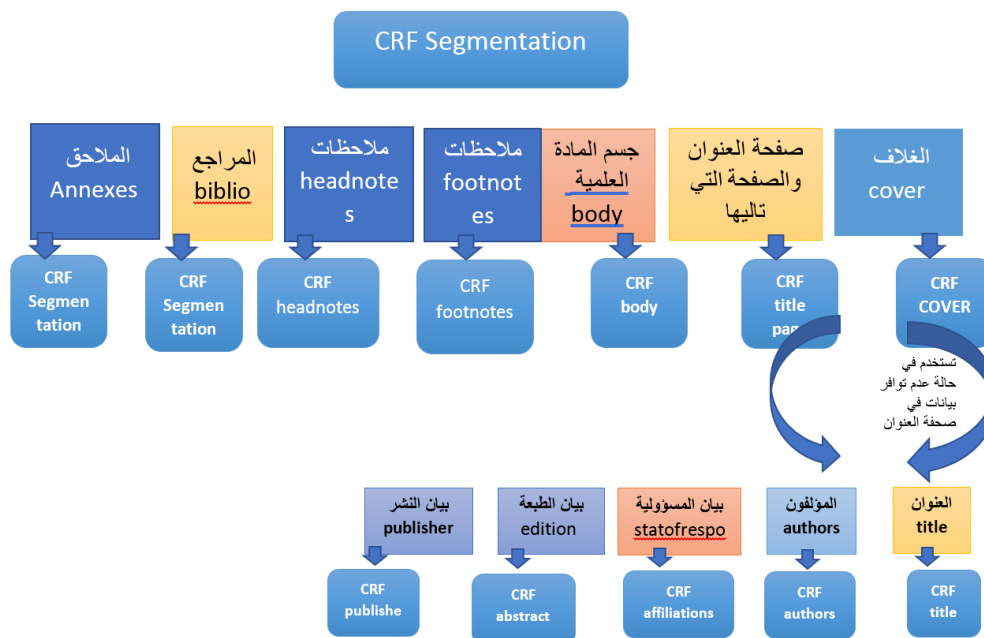 CRF Segmentation
الغلاف
cover
صفحة العنوان
والصفحة التي
تاليها
جسم المادة
العلمية
body
ملاحظات
footnot
es
ملاحظات
headnote
s
المراجع
biblio
الملاحق
Annexes
CRF
COVER
CRF
title
pag
CRF
body
CRF
footnotes
CRF
headnotes
CRF
Segmen
tation
CRF
Segmen
tation
تستخدم في
حالة عدم توافر
بيانات في
صحفة العنوان
العنوان
title
المؤلفون
authors
بيان المسؤولية
statofrespo
بيان الطبعة
edition
بيان النشر
publisher
CRF
title
CRF
authors
CRF
affiliations
CRF
abstract
CRF
publishe